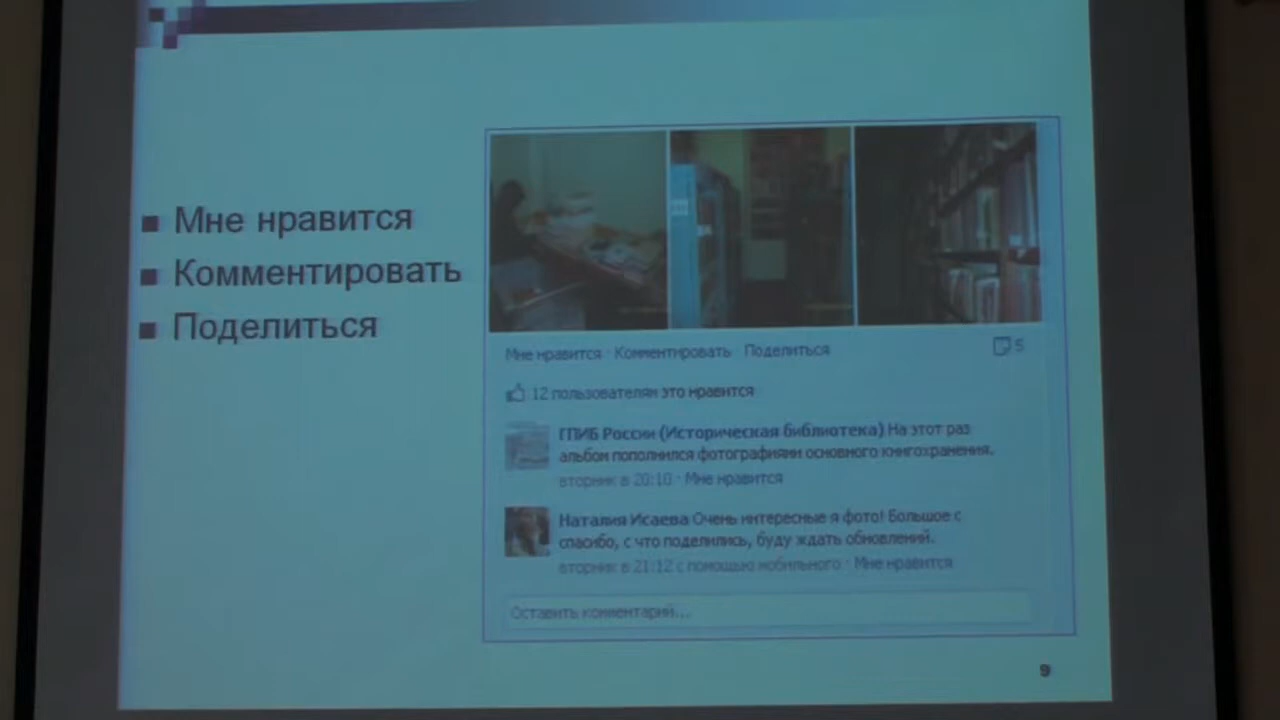 Мне нравится
Комментировать
Поделиться
Мне нравится · Комментировать · Поделиться
5
12 пользователям это нравится
ГПИБ России (Историческая библиотека) На этот раз
альбом пополнился фотографиями основного книгохранения.
вторник в 20:10 · Мне нравится
Наталия Исаева Очень интересные я фото! Большое с
спасибо, с что поделились, буду ждать обновлений.
вторник в 21:12 с помощью мобильного · Мне нравится
Оставить комментарий...
9